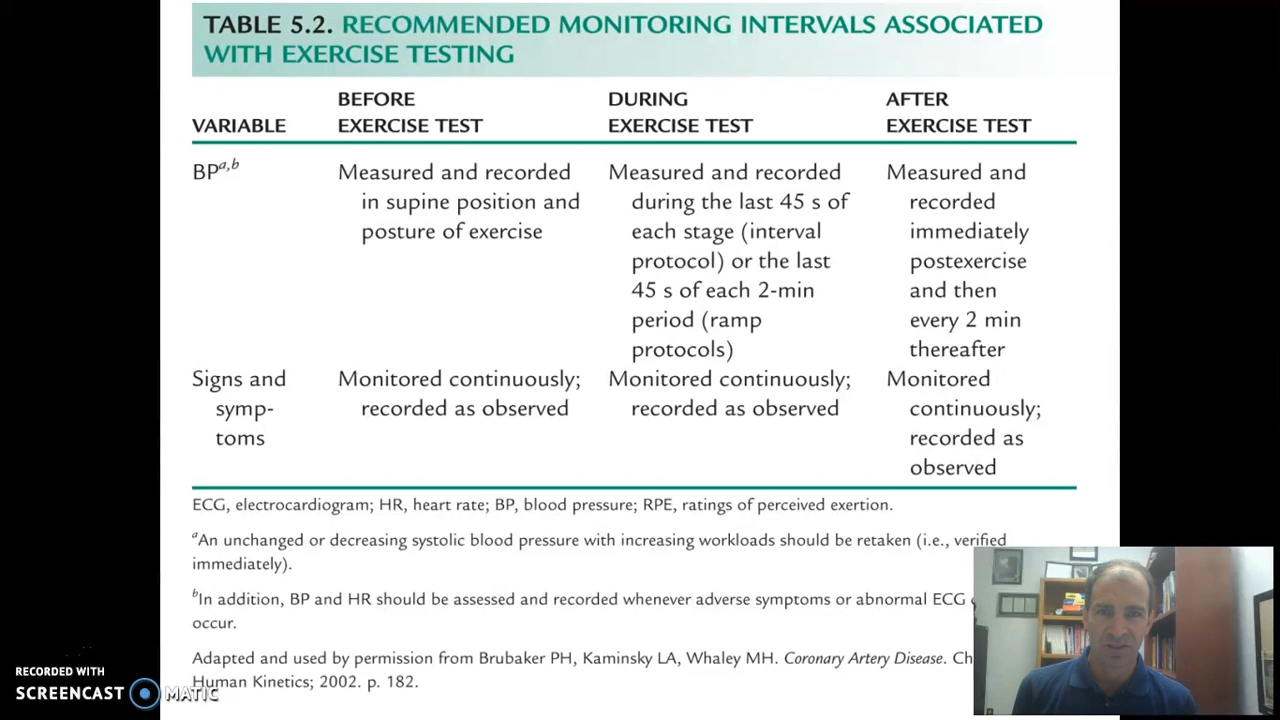 TABLE 5.2. RECOMMENDED MONITORING INTERVALS ASSOCIATED
WITH EXERCISE TESTING
VARIABLE
BEFORE
EXERCISE TEST
DURING
EXERCISE TEST
AFTER
EXERCISE TEST
BPa,b
Measured and recorded
in supine position and
posture of exercise
Measured and recorded
during the last 45 s of
each stage (interval
protocol) or the last
45 s of each 2-min
period (ramp
protocols)
Measured and
recorded
immediately
postexercise
and then
every 2 min
thereafter
Signs and
symp-
toms
Monitored continuously;
recorded as observed
Monitored continuously;
recorded as observed
Monitored
continuously;
recorded as
observed
ECG, electrocardiogram; HR, heart rate; BP, blood pressure; RPE, ratings of perceived exertion.
aAn unchanged or decreasing systolic blood pressure with increasing workloads should be retaken (i.e., verified
immediately).
bIn addition, BP and HR should be assessed and recorded whenever adverse symptoms or abnormal ECG
occur.
Adapted and used by permission from Brubaker PH, Kaminsky LA, Whaley MH. Coronary Artery Disease. Ch
Human Kinetics; 2002. p. 182.
RECORDED WITH
SCREENCAST MATIC